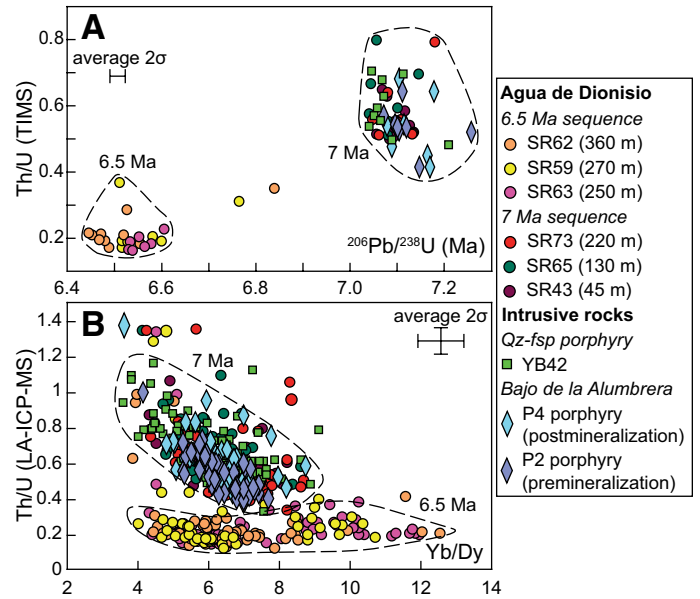 A
average 2σ
Th/U (TIMS)
0.8
0.6
0.4
0.2
6.5 Ma
7 Ma
²⁰⁶Pb/²³⁸U (Ma)
6.4 6.6 6.8 7.0 7.2
B
average 2σ
Th/U (LA-ICP-MS)
1.4
1.2
1
0.8
0.6
0.4
0.2
0
7 Ma
6.5 Ma
Yb/Dy
2 4 6 8 10 12 14
Agua de Dionisio
6.5 Ma sequence
SR62 (360 m)
SR59 (270 m)
SR63 (250 m)
7 Ma sequence
SR73 (220 m)
SR65 (130 m)
SR43 (45 m)
Intrusive rocks
Qz-fsp porphyry
YB42
Bajo de la Alumbrera
P4 porphyry
(postmineralization)
P2 porphyry
(premineralization)